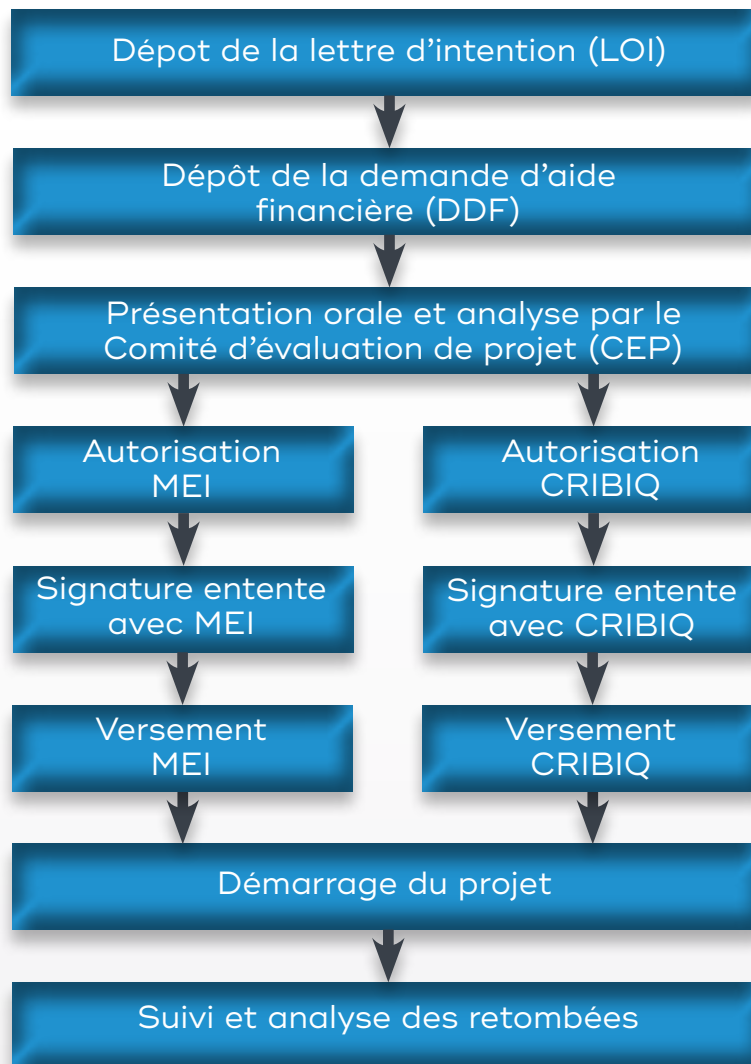 Dépot de la lettre d'intention (LOI)
Dépôt de la demande d'aide
financière (DDF)
Présentation orale et analyse par le
Comité d'évaluation de projet (CEP)
Autorisation
MEI
Autorisation
CRIBIQ
Signature entente
avec MEI
Signature entente
avec CRIBIQ
Versement
MEI
Versement
CRIBIQ
Démarrage du projet
Suivi et analyse des retombées